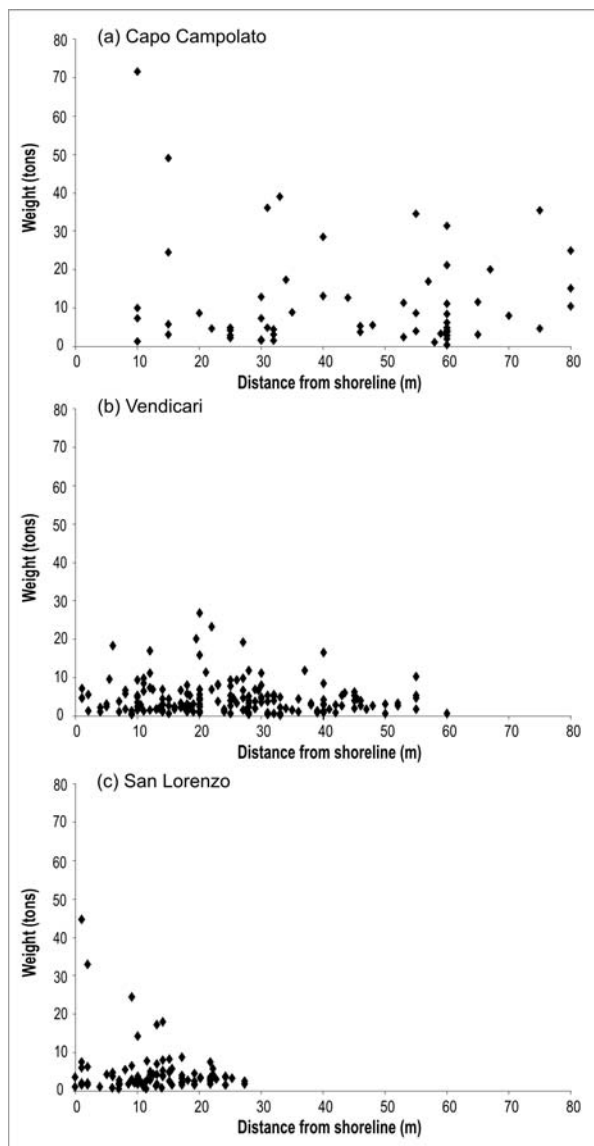 (a) Capo Campolato
Weight (tons)
80
70
60
50
40
30
20
10
0
0 10 20 30 40 50 60 70 80
Distance from shoreline (m)
(b) Vendicari
Weight (tons)
80
70
60
50
40
30
20
10
0
0 10 20 30 40 50 60 70 80
Distance from shoreline (m)
(c) San Lorenzo
Weight (tons)
80
70
60
50
40
30
20
10
0
0 10 20 30 40 50 60 70 80
Distance from shoreline (m)